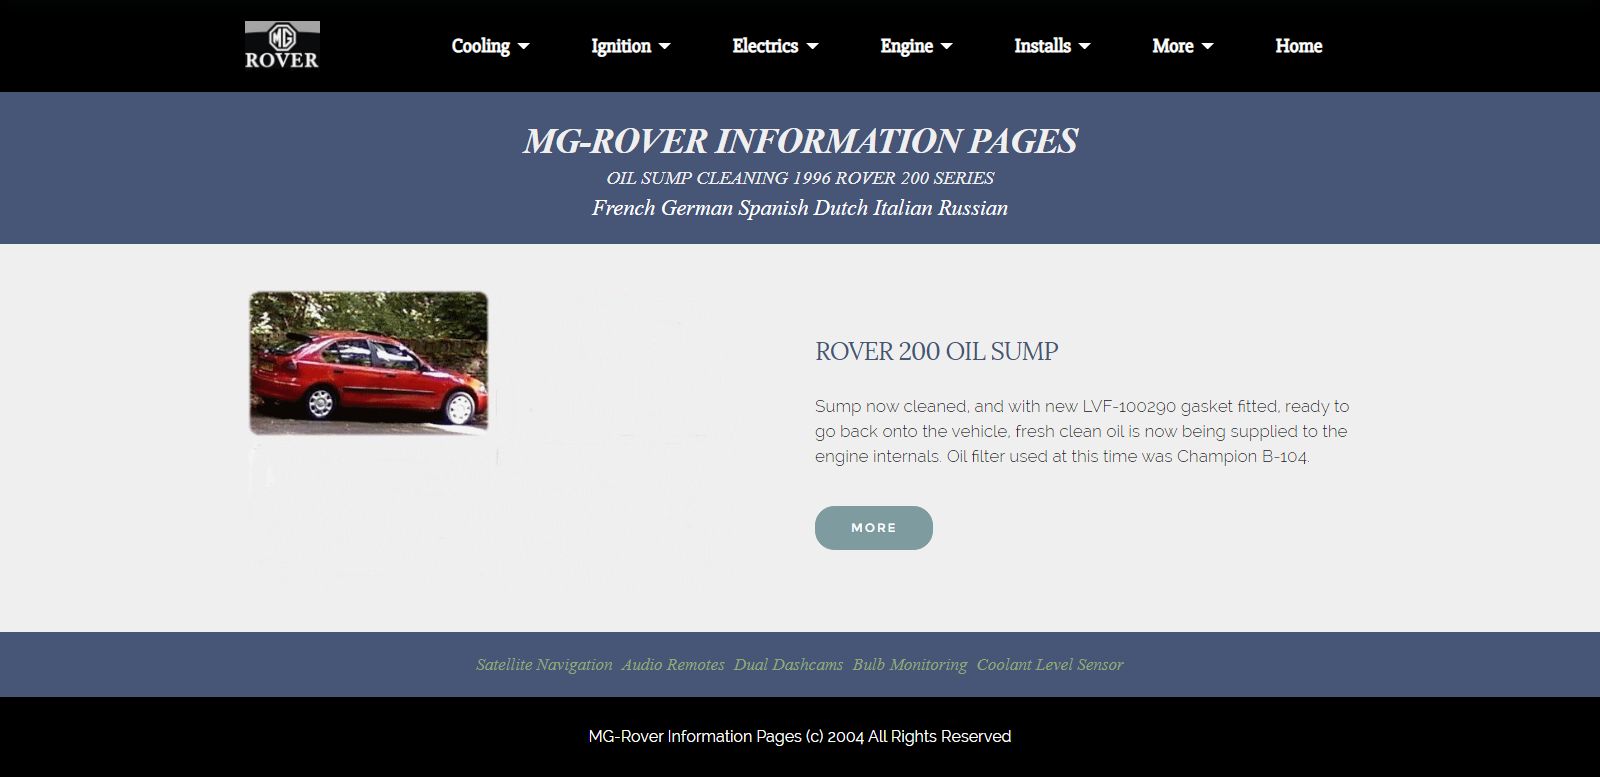 MG
ROVER
Cooling
Ignition
Electrics
Engine
Installs
More
Home
MG-ROVER INFORMATION PAGES
OIL SUMP CLEANING 1996 ROVER 200 SERIES
French German Spanish Dutch Italian Russian
ROVER 200 OIL SUMP
Sump now cleaned, and with new LVF-100290 gasket fitted, ready to
go back onto the vehicle, fresh clean oil is now being supplied to the
engine internals. Oil filter used at this time was Champion B-104.
MORE
Satellite Navigation Audio Remotes Dual Dashcams Bulb Monitoring Coolant Level Sensor
MG-Rover Information Pages (c) 2004 All Rights Reserved